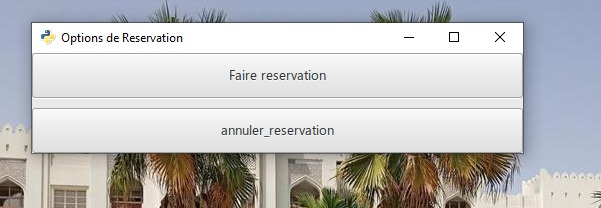 Options de Reservation
Faire reservation
annuler_reservation